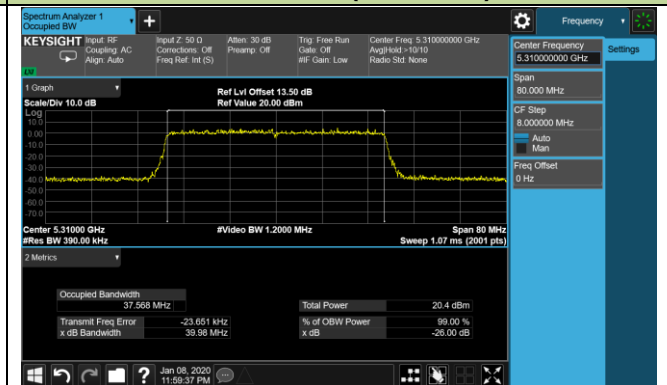 Spectrum Analyzer 1
Occupied BW
+
Frequency
KEYSIGHT
Input: RF
Coupling: AC
Align: Auto
Input Z: 50 Ω
Corrections: Off
Freq Ref: Int (S)
Atten: 30 dB
Preamp: Off
Trig: Free Run
Gate: Off
#IF Gain: Low
Center Freq: 5.310000000 GHz
Avg|Hold:>10/10
Radio Std: None
Center Frequency
5.310000000 GHz
Settings
Span
80.000 MHz
CF Step
8.000000 MHz
Auto
Man
Freq Offset
0 Hz
1 Graph
Scale/Div 10.0 dB
Ref Lvl Offset 13.50 dB
Ref Value 20.00 dBm
Log
10.0
0.00
-10.0
-20.0
-30.0
-40.0
-50.0
-60.0
-70.0
Center 5.31000 GHz
#Res BW 390.00 kHz
#Video BW 1.2000 MHz
Span 80 MHz
Sweep 1.07 ms (2001 pts)
2 Metrics
Occupied Bandwidth
37.568 MHz
Total Power 20.4 dBm
Transmit Freq Error -23.651 kHz
% of OBW Power 99.00 %
x dB Bandwidth 39.98 MHz
x dB -26.00 dB
?
Jan 08, 2020
11:59:37 PM